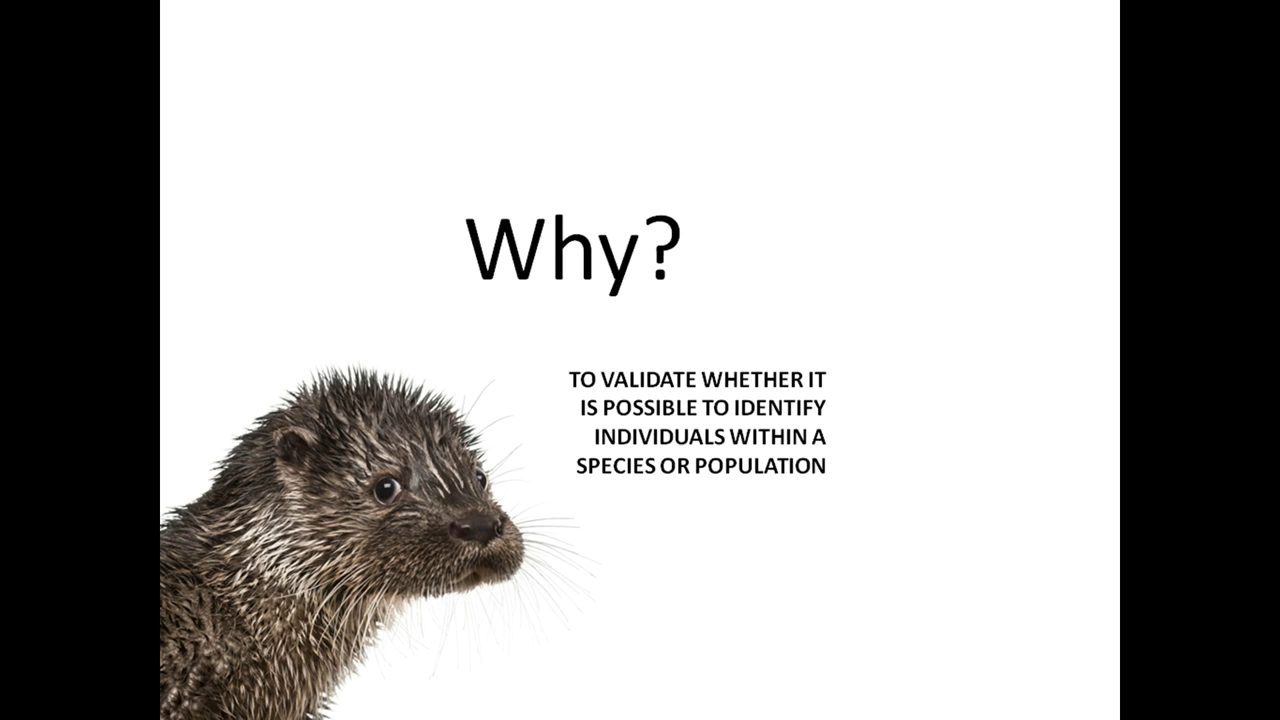 Why?
TO VALIDATE WHETHER IT
IS POSSIBLE TO IDENTIFY
INDIVIDUALS WITHIN A
SPECIES OR POPULATION